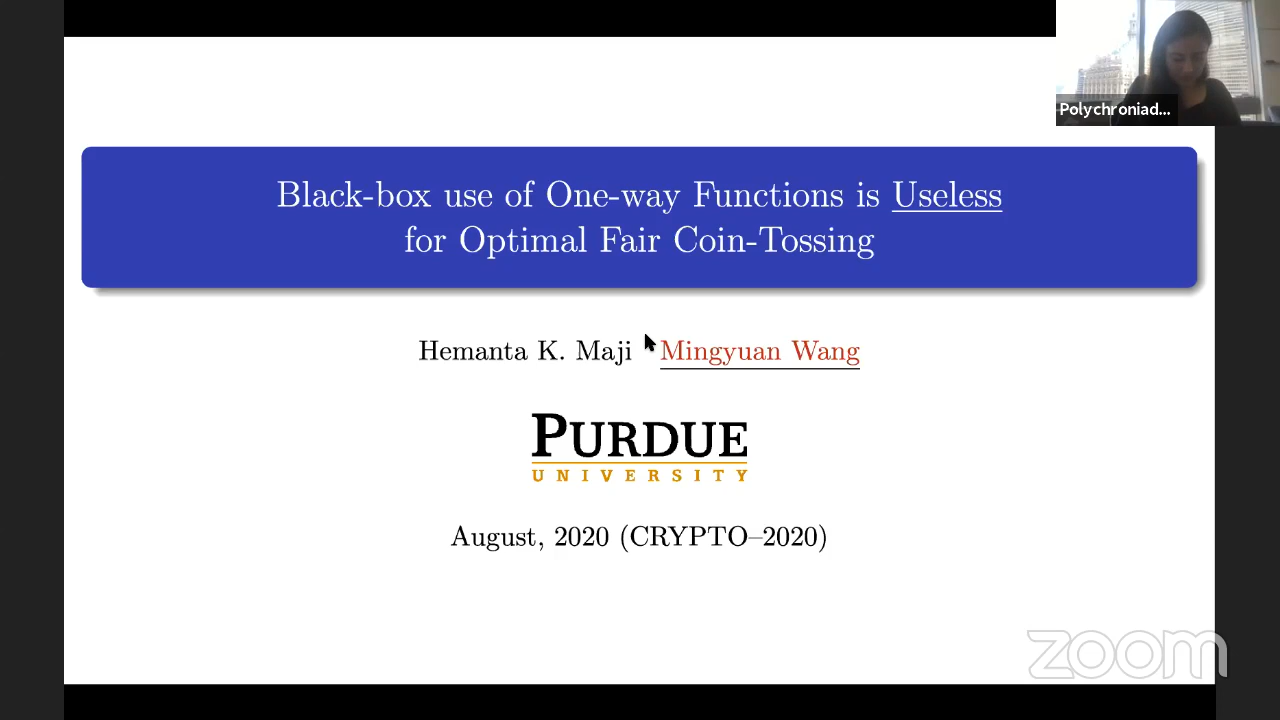 Polychroniad...
Black-box use of One-way Functions is Useless
for Optimal Fair Coin-Tossing
Hemanta K. Maji Mingyuan Wang
PURDUE
UNIVERSITY
August, 2020 (CRYPTO–2020)
zoom